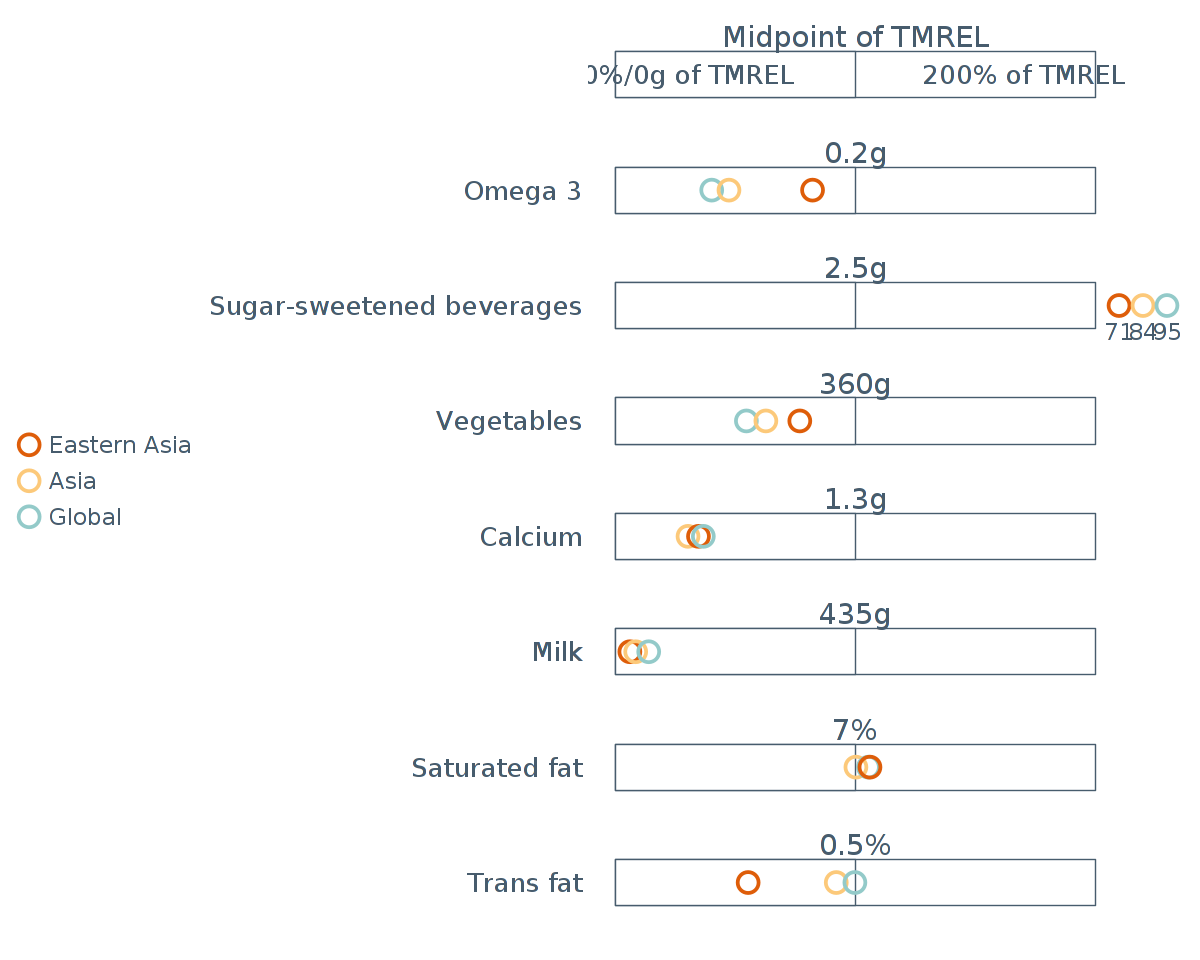 Midpoint of TMREL
0%/0g of TMREL
200% of TMREL
0.2g
Omega 3
2.5g
Sugar-sweetened beverages
71
84
95
360g
Vegetables
Eastern Asia
Asia
Global
1.3g
Calcium
435g
Milk
7%
Saturated fat
0.5%
Trans fat